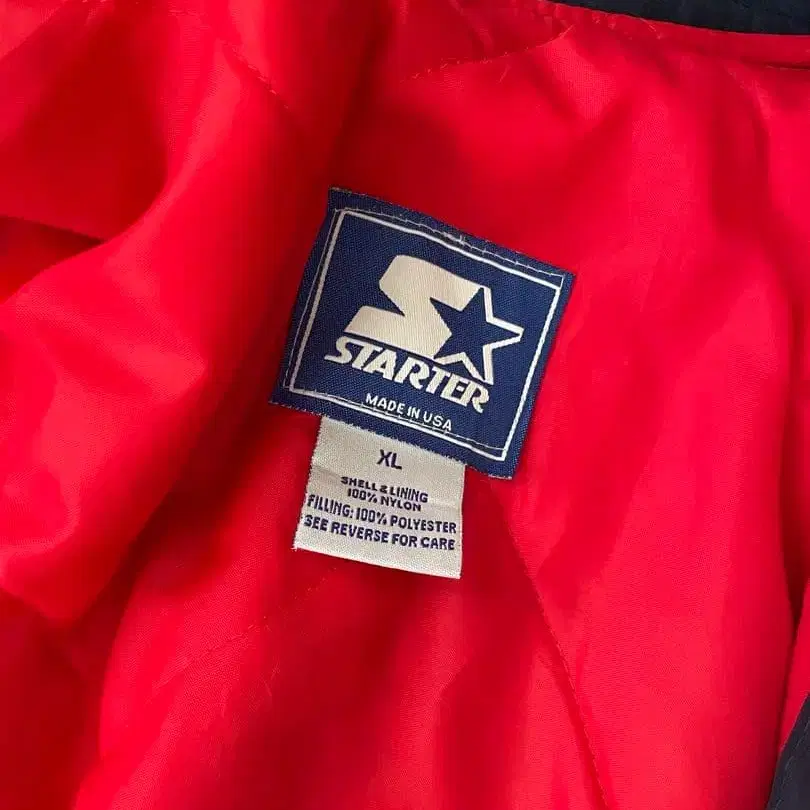 STARTER
MADE IN USA
XL
SHELL & LINING
100% NYLON
FILLING: 100% POLYESTER
SEE REVERSE FOR CARE